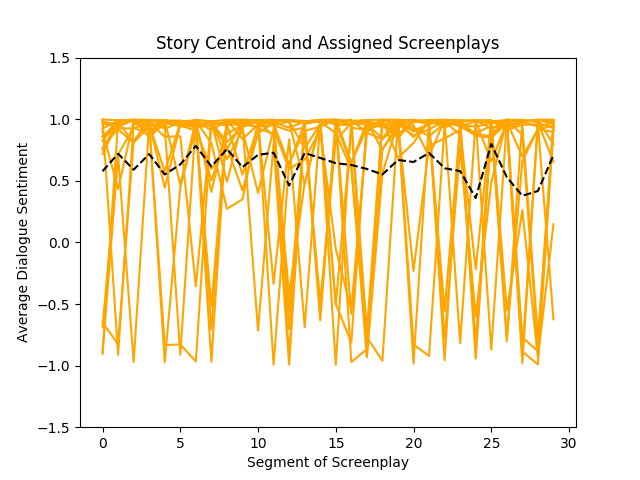 Story Centroid and Assigned Screenplays
1.5
1.0
0.5
0.0
−0.5
−1.0
−1.5
Average Dialogue Sentiment
0 5 10 15 20 25 30
Segment of Screenplay